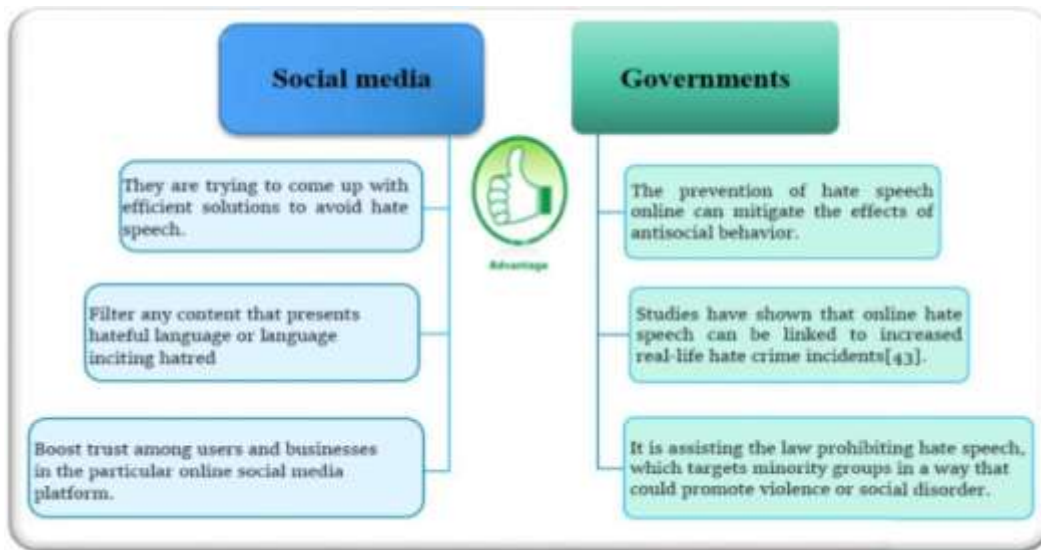 Social media
They are trying to come up with
efficient solutions to avoid hate
speech.
Filter any content that presents
hateful language or language
inciting hatred
Boost trust among users and businesses
in the particular online social media
platform.
Advantage
Governments
The prevention of hate speech
online can mitigate the effects of
antisocial behavior.
Studies have shown that online hate
speech can be linked to increased
real-life hate crime incidents[43].
It is assisting the law prohibiting hate speech,
which targets minority groups in a way that
could promote violence or social disorder.